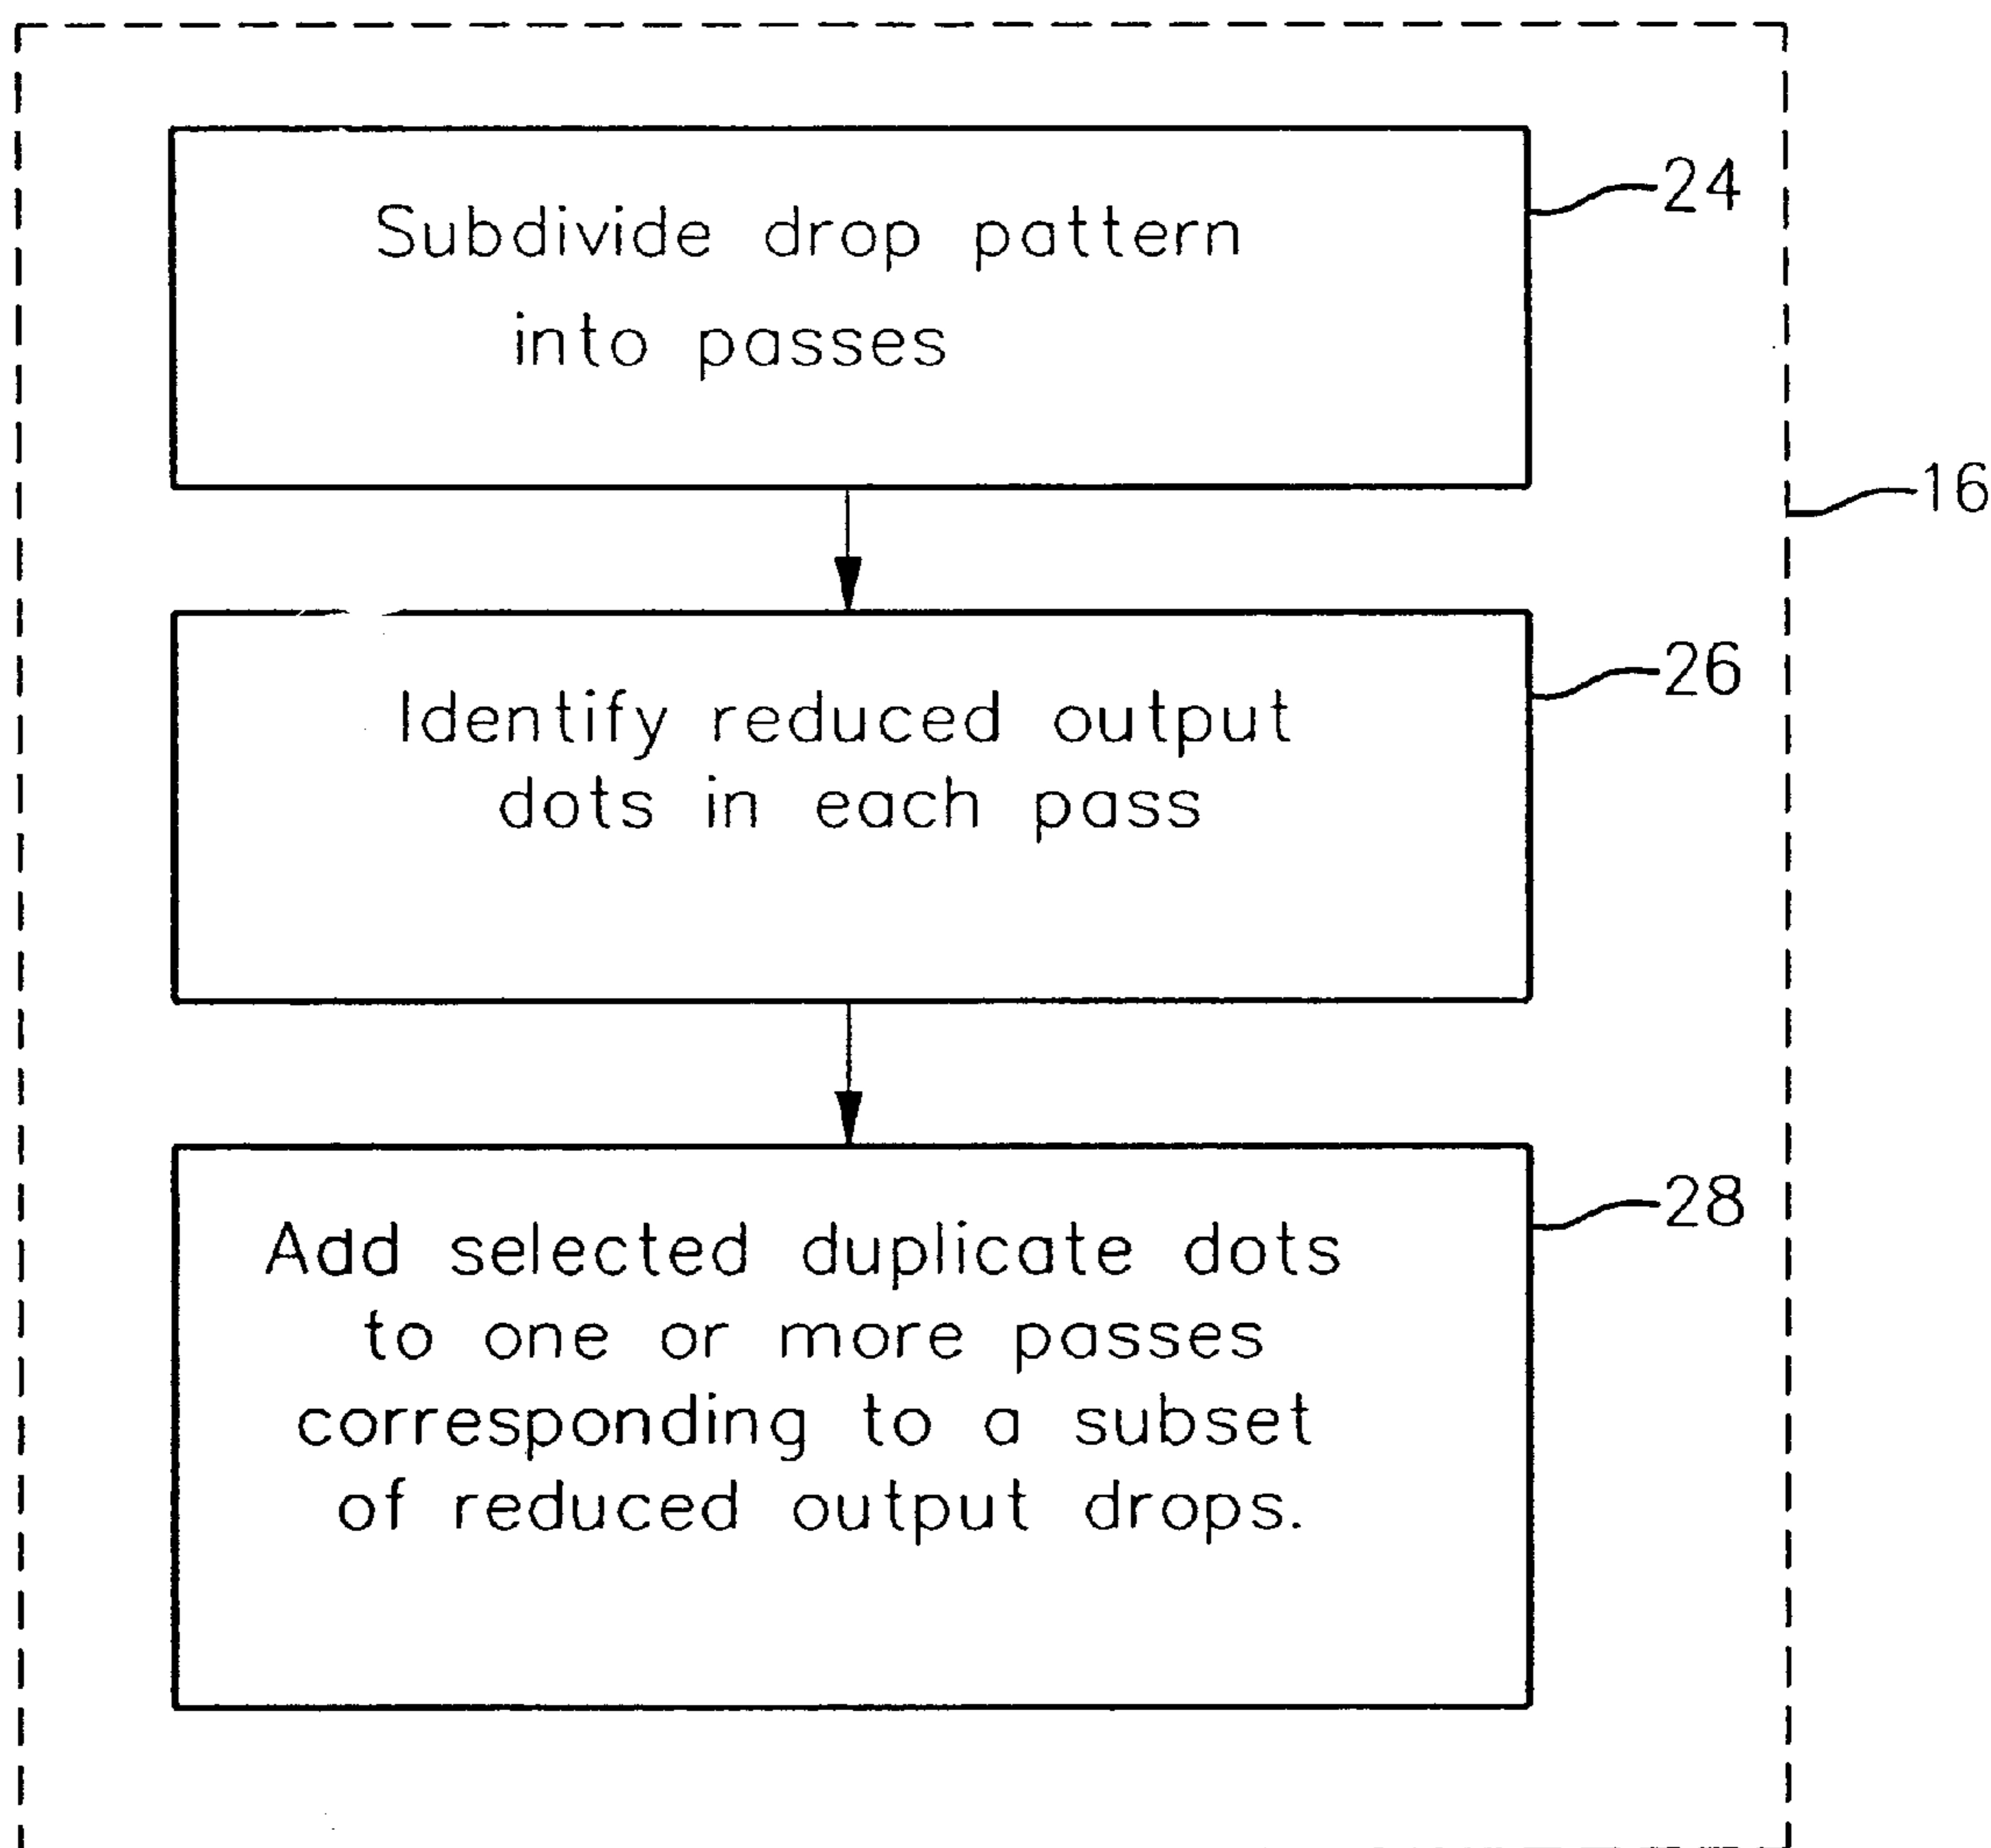 Subdivide drop pattern
into passes
24
16
Identify reduced output
dots in each pass
26
Add selected duplicate dots
to one or more passes
corresponding to a subset
of reduced output drops.
28